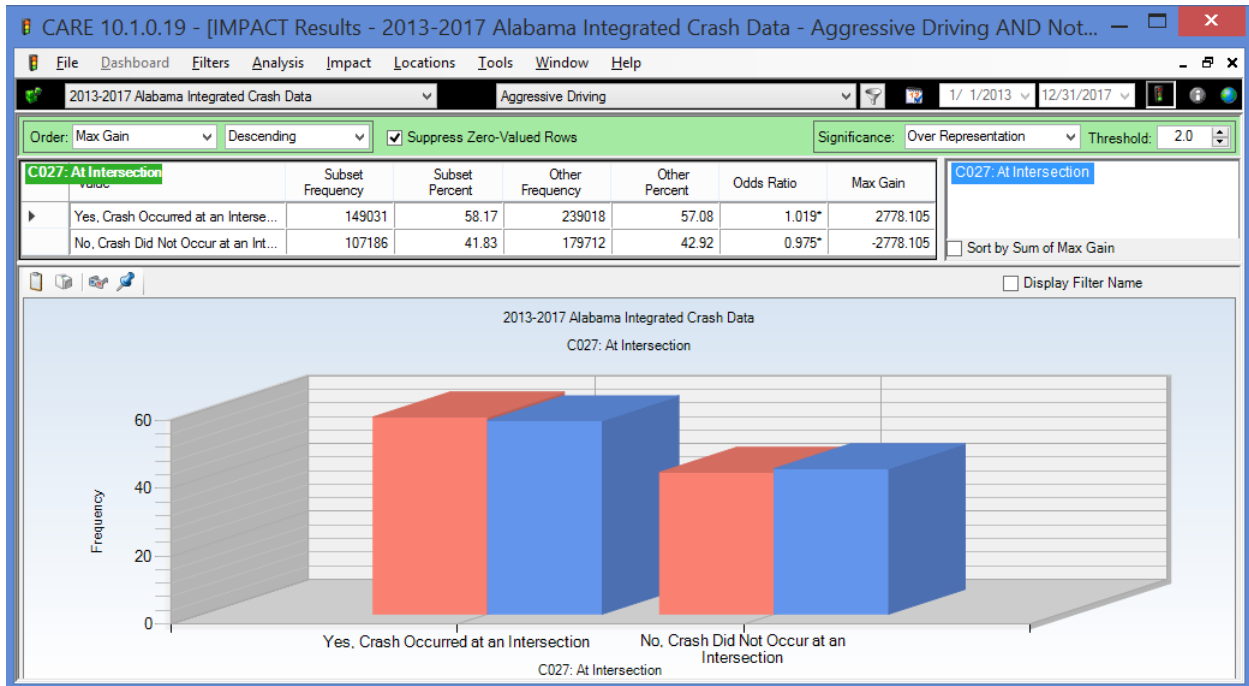 CARE 10.1.0.19 - [IMPACT Results - 2013-2017 Alabama Integrated Crash Data - Aggressive Driving AND Not...
File Dashboard Filters Analysis Impact Locations Tools Window Help
2013-2017 Alabama Integrated Crash Data Aggressive Driving 1/ 1/2013 12/31/2017
Order: Max Gain Descending Suppress Zero-Valued Rows Significance: Over Representation Threshold: 2.0
C027: At Intersection
Subset Frequency Subset Percent Other Frequency Other Percent Odds Ratio Max Gain
Yes, Crash Occurred at an Interse... 149031 58.17 239018 57.08 1.019* 2778.105
No, Crash Did Not Occur at an Int... 107186 41.83 179712 42.92 0.975* -2778.105
C027: At Intersection
Sort by Sum of Max Gain
Display Filter Name
2013-2017 Alabama Integrated Crash Data
C027: At Intersection
Frequency
60
40
20
0
Yes, Crash Occurred at an Intersection
No, Crash Did Not Occur at an
Intersection
C027: At Intersection